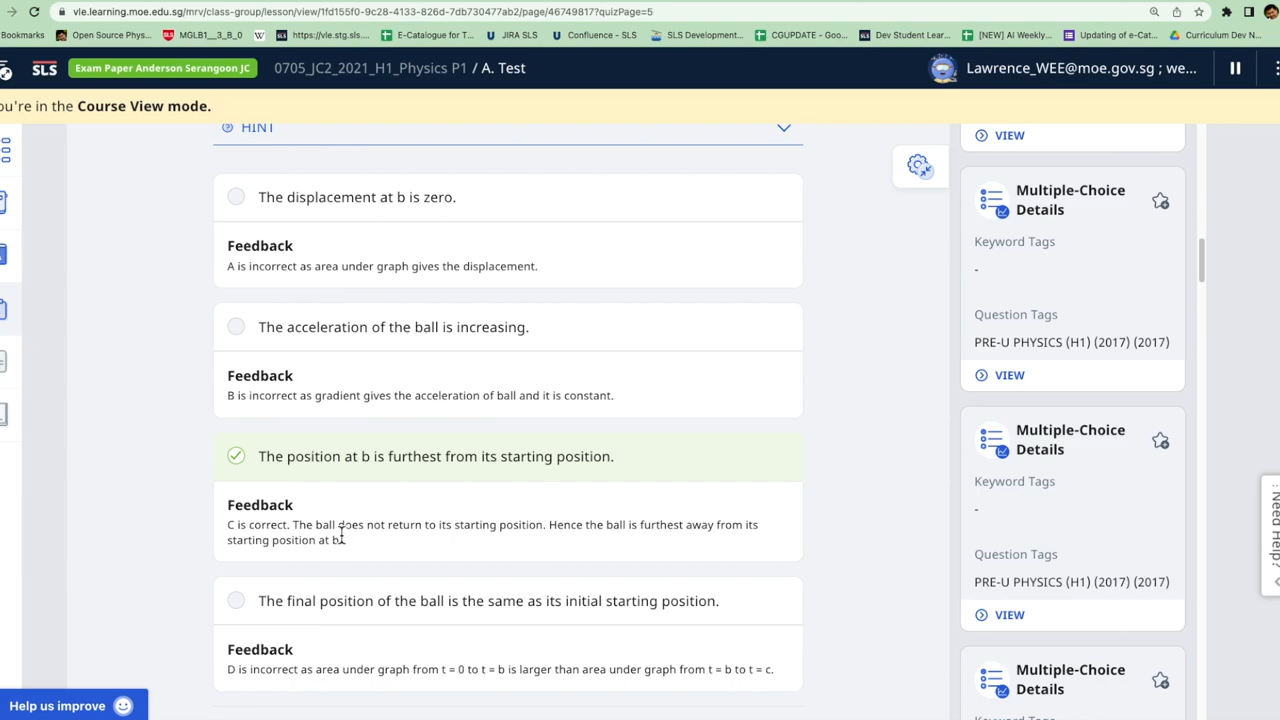 vle.learning.moe.edu.sg/mrv/class-group/lesson/view/1fd155f0-9c28-4133-826d-7db730477ab2/page/46749817?quizPage=5
Bookmarks Open Source Phys... MGLB1__3_8_0 https://vle.stg.sls.... E-Catalogue for T... JIRA SLS Confluence - SLS SLS Development... CGUPDATE - Goo... Dev Student Lear... [NEW] AI Weekly... Updating of e-Cat... Curriculum Dev N...
SLS Exam Paper Anderson Serangoon JC 0705_JC2_2021_H1_Physics P1 / A. Test Lawrence_WEE@moe.gov.sg ; we...
ou're in the Course View mode.
HINT
The displacement at b is zero.
Feedback
A is incorrect as area under graph gives the displacement.
The acceleration of the ball is increasing.
Feedback
B is incorrect as gradient gives the acceleration of ball and it is constant.
The position at b is furthest from its starting position.
Feedback
C is correct. The ball does not return to its starting position. Hence the ball is furthest away from its
starting position at b.
The final position of the ball is the same as its initial starting position.
Feedback
D is incorrect as area under graph from t = 0 to t = b is larger than area under graph from t = b to t = c.
VIEW
Multiple-Choice
Details
Keyword Tags
-
Question Tags
PRE-U PHYSICS (H1) (2017) (2017)
VIEW
Multiple-Choice
Details
Keyword Tags
-
Question Tags
PRE-U PHYSICS (H1) (2017) (2017)
VIEW
Multiple-Choice
Details
: Need Help?
Help us improve